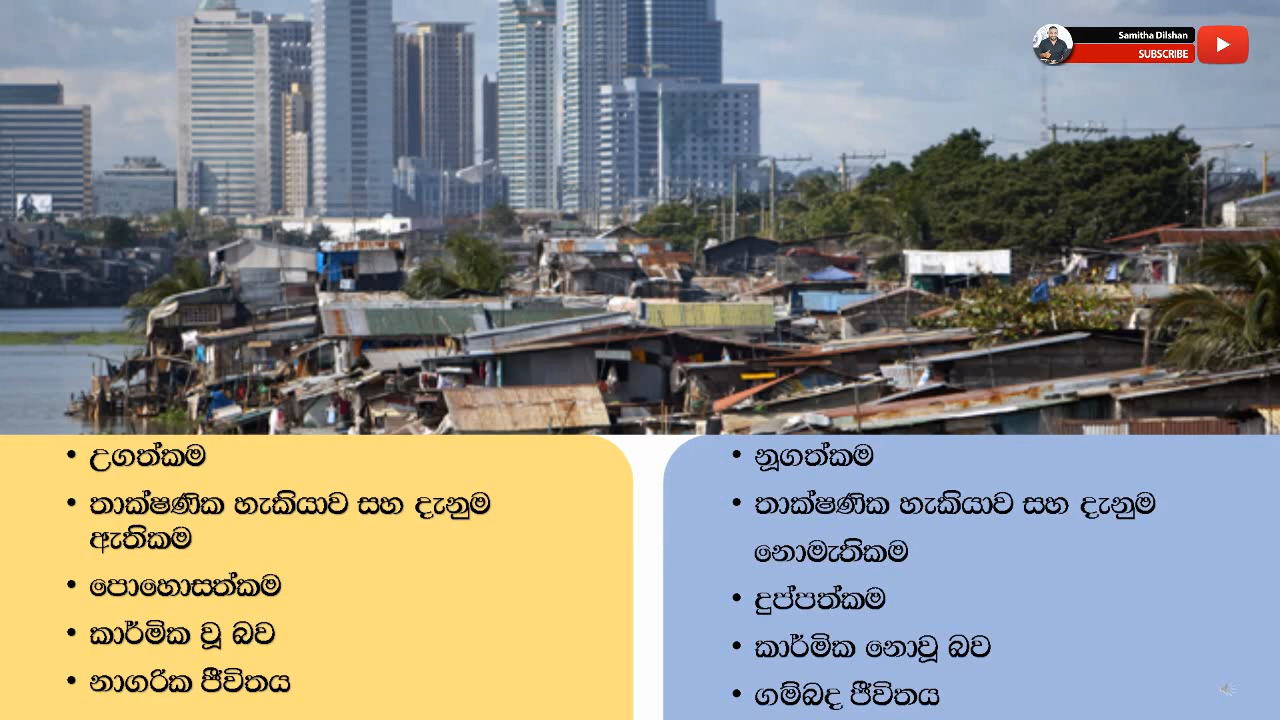 Samitha Dilshan
SUBSCRIBE
• උගත්කම
• තාක්ෂණික හැකියාව සහ දැනුම
ඇතිකම
• පොහොසත්කම
• කාර්මික වූ බව
• නාගරික ජීවිතය
• නූගත්කම
• තාක්ෂණික හැකියාව සහ දැනුම
නොමැතිකම
• දුප්පත්කම
• කාර්මික නොවූ බව
• ගම්බද ජීවිතය